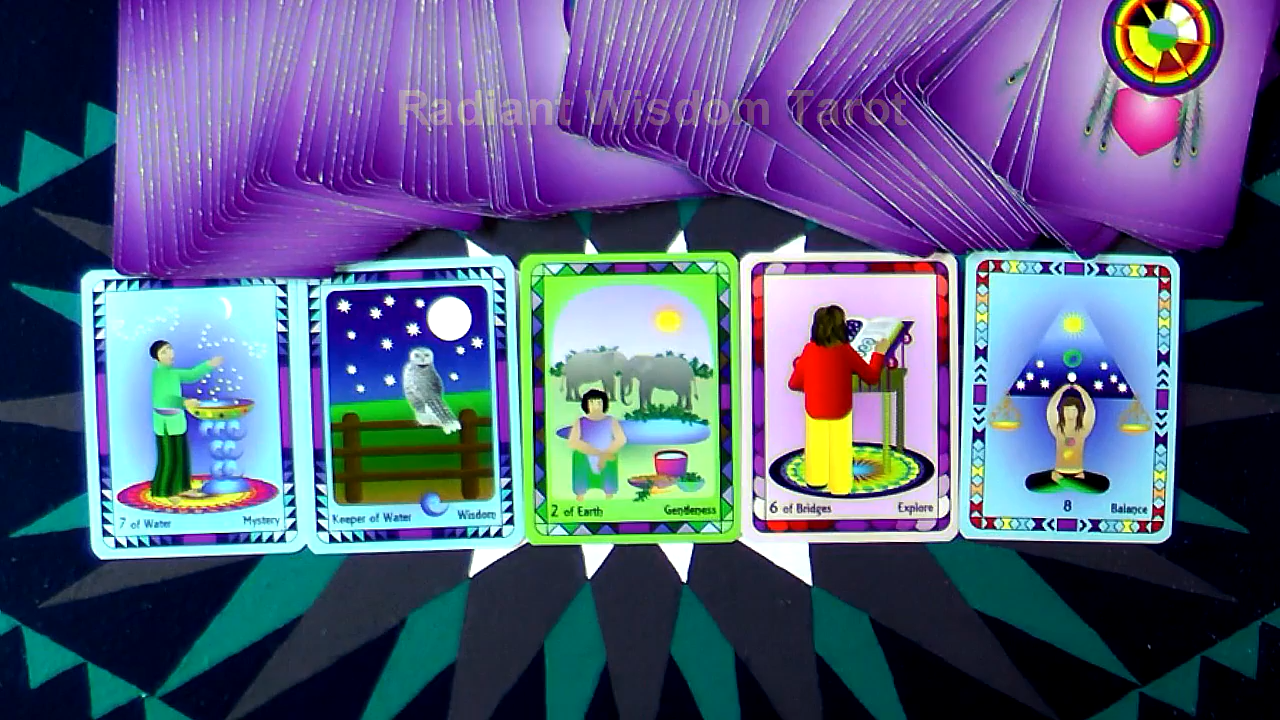 Radiant Wisdom Tarot
7 of Water Mystery
Keeper of Water Wisdom
2 of Earth Gentleness
6 of Bridges Explore
8 Balance